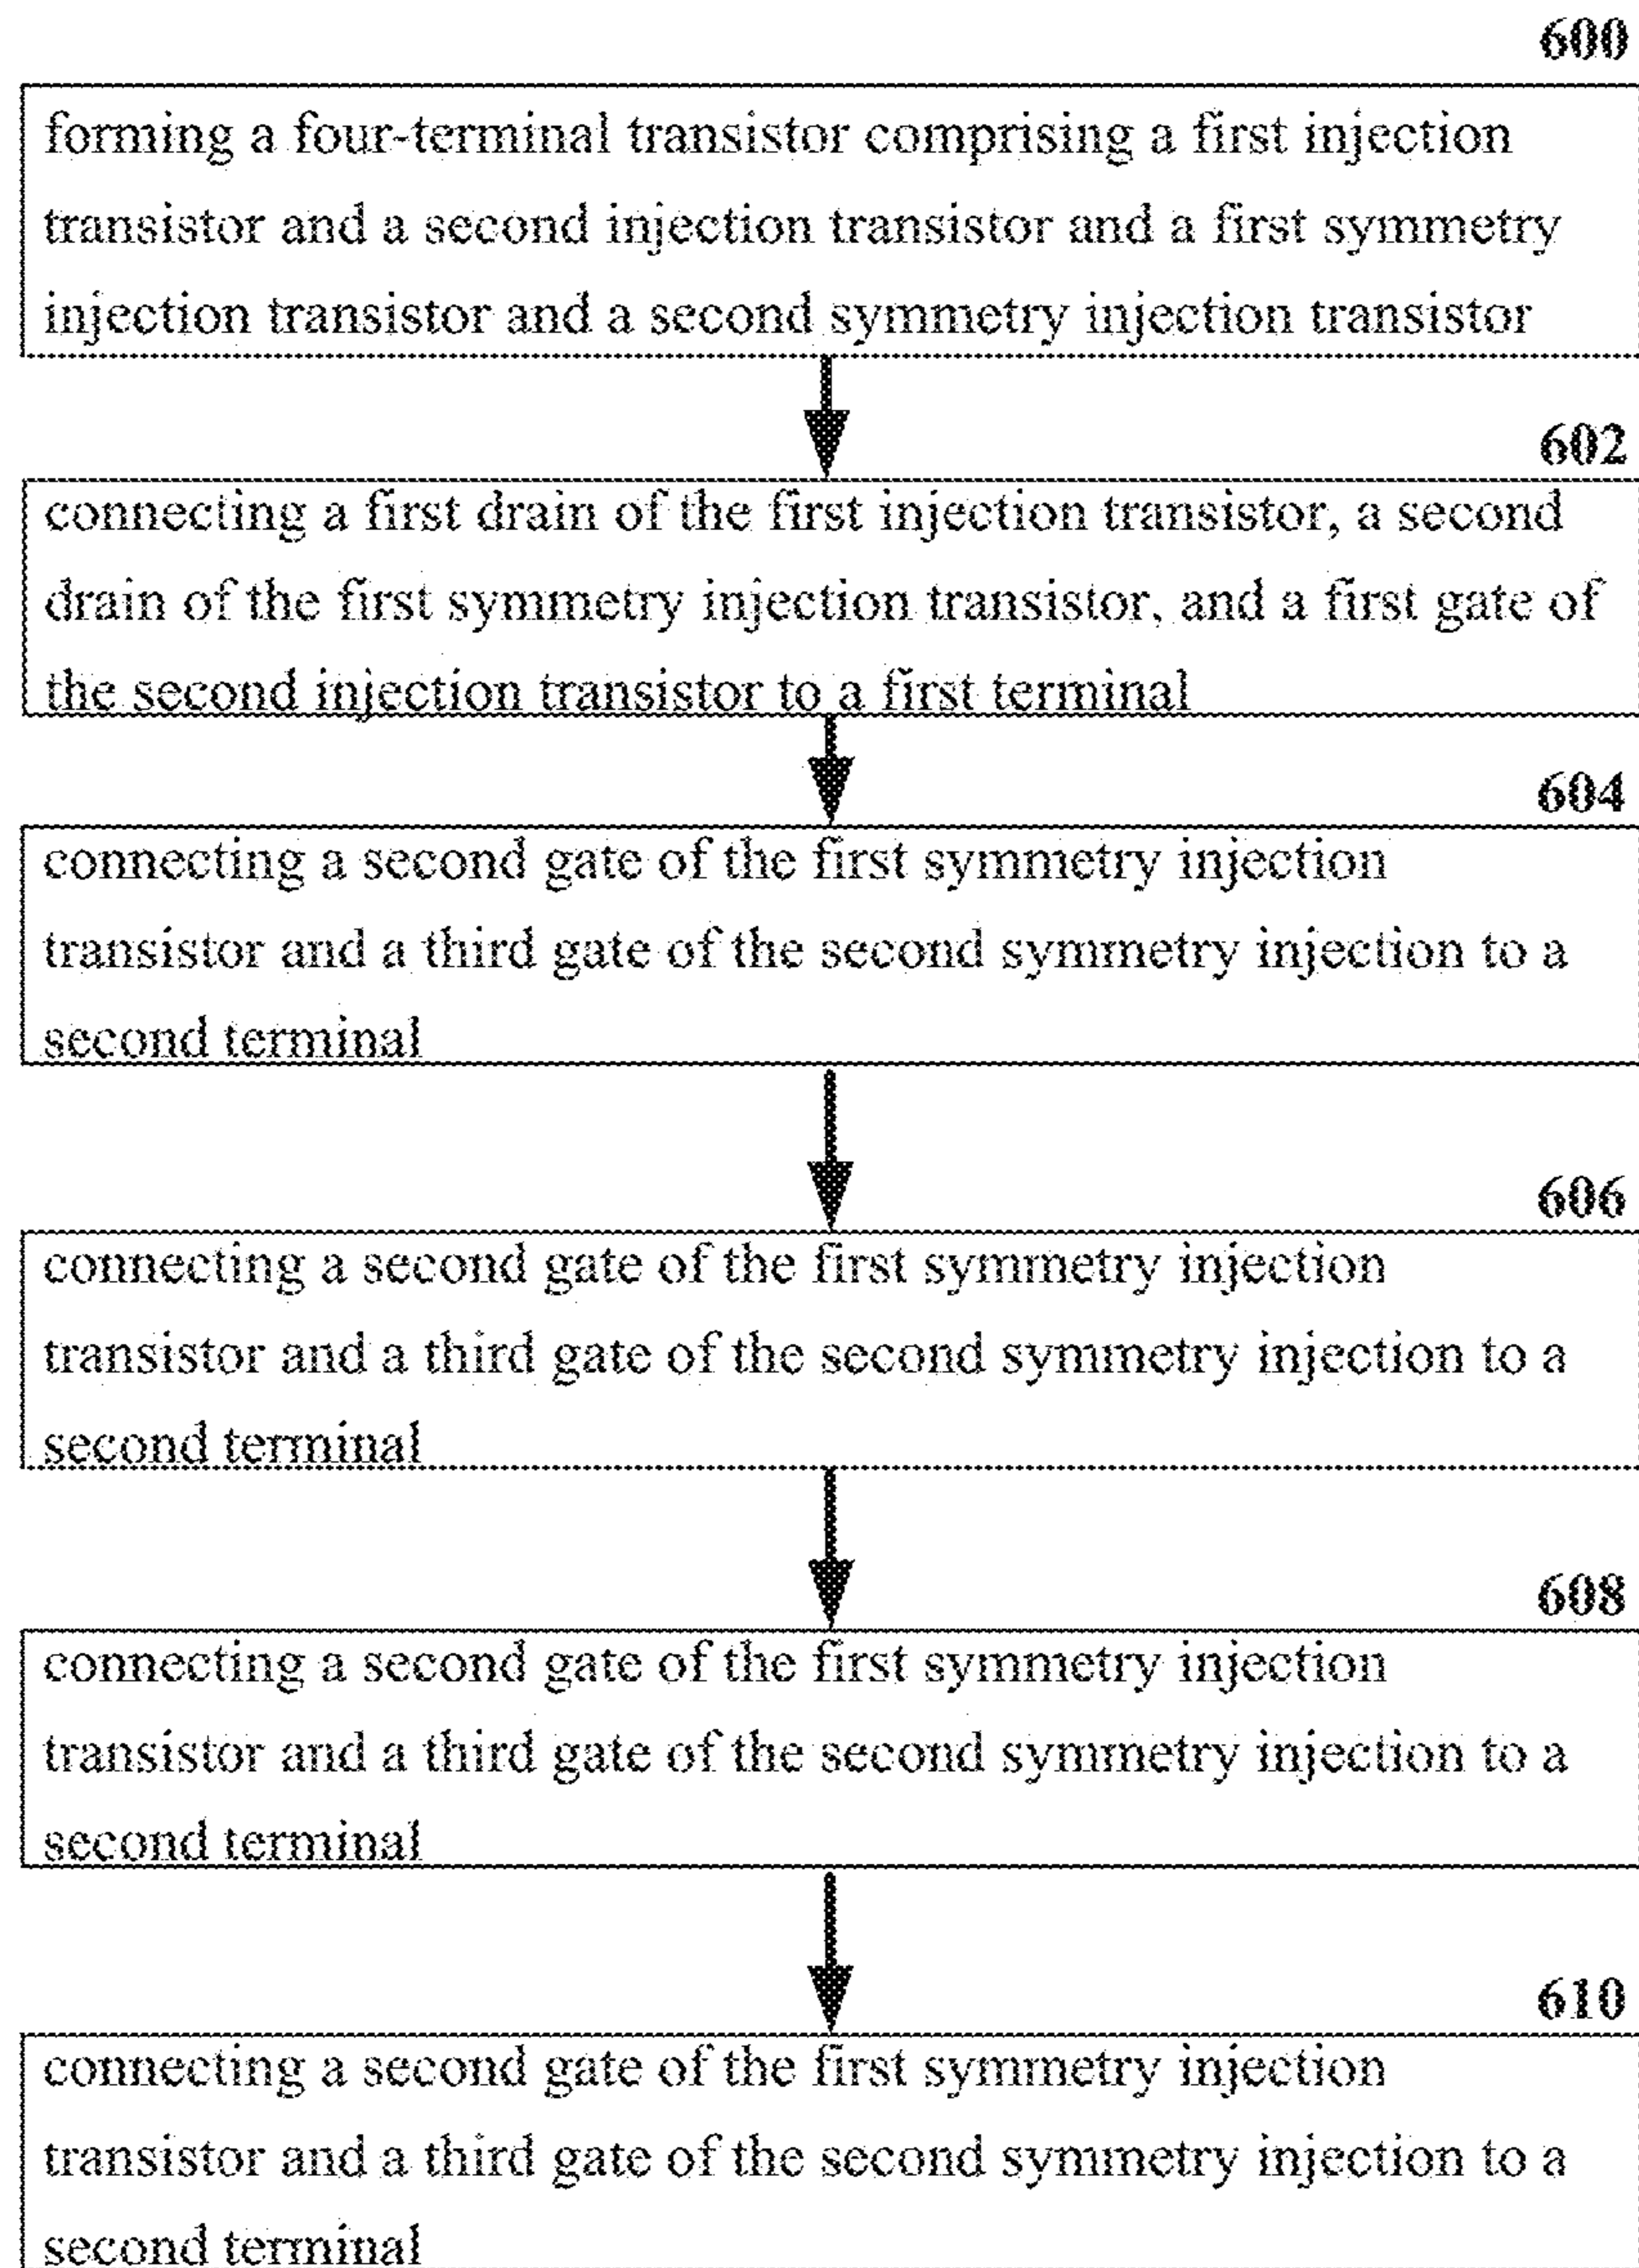 600
forming a four-terminal transistor comprising a first injection
transistor and a second injection transistor and a first symmetry
injection transistor and a second symmetry injection transistor
602
connecting a first drain of the first injection transistor, a second
drain of the first symmetry injection transistor, and a first gate of
the second injection transistor to a first terminal
604
connecting a second gate of the first symmetry injection
transistor and a third gate of the second symmetry injection to a
second terminal
606
connecting a second gate of the first symmetry injection
transistor and a third gate of the second symmetry injection to a
second terminal
608
connecting a second gate of the first symmetry injection
transistor and a third gate of the second symmetry injection to a
second terminal
610
connecting a second gate of the first symmetry injection
transistor and a third gate of the second symmetry injection to a
second terminal